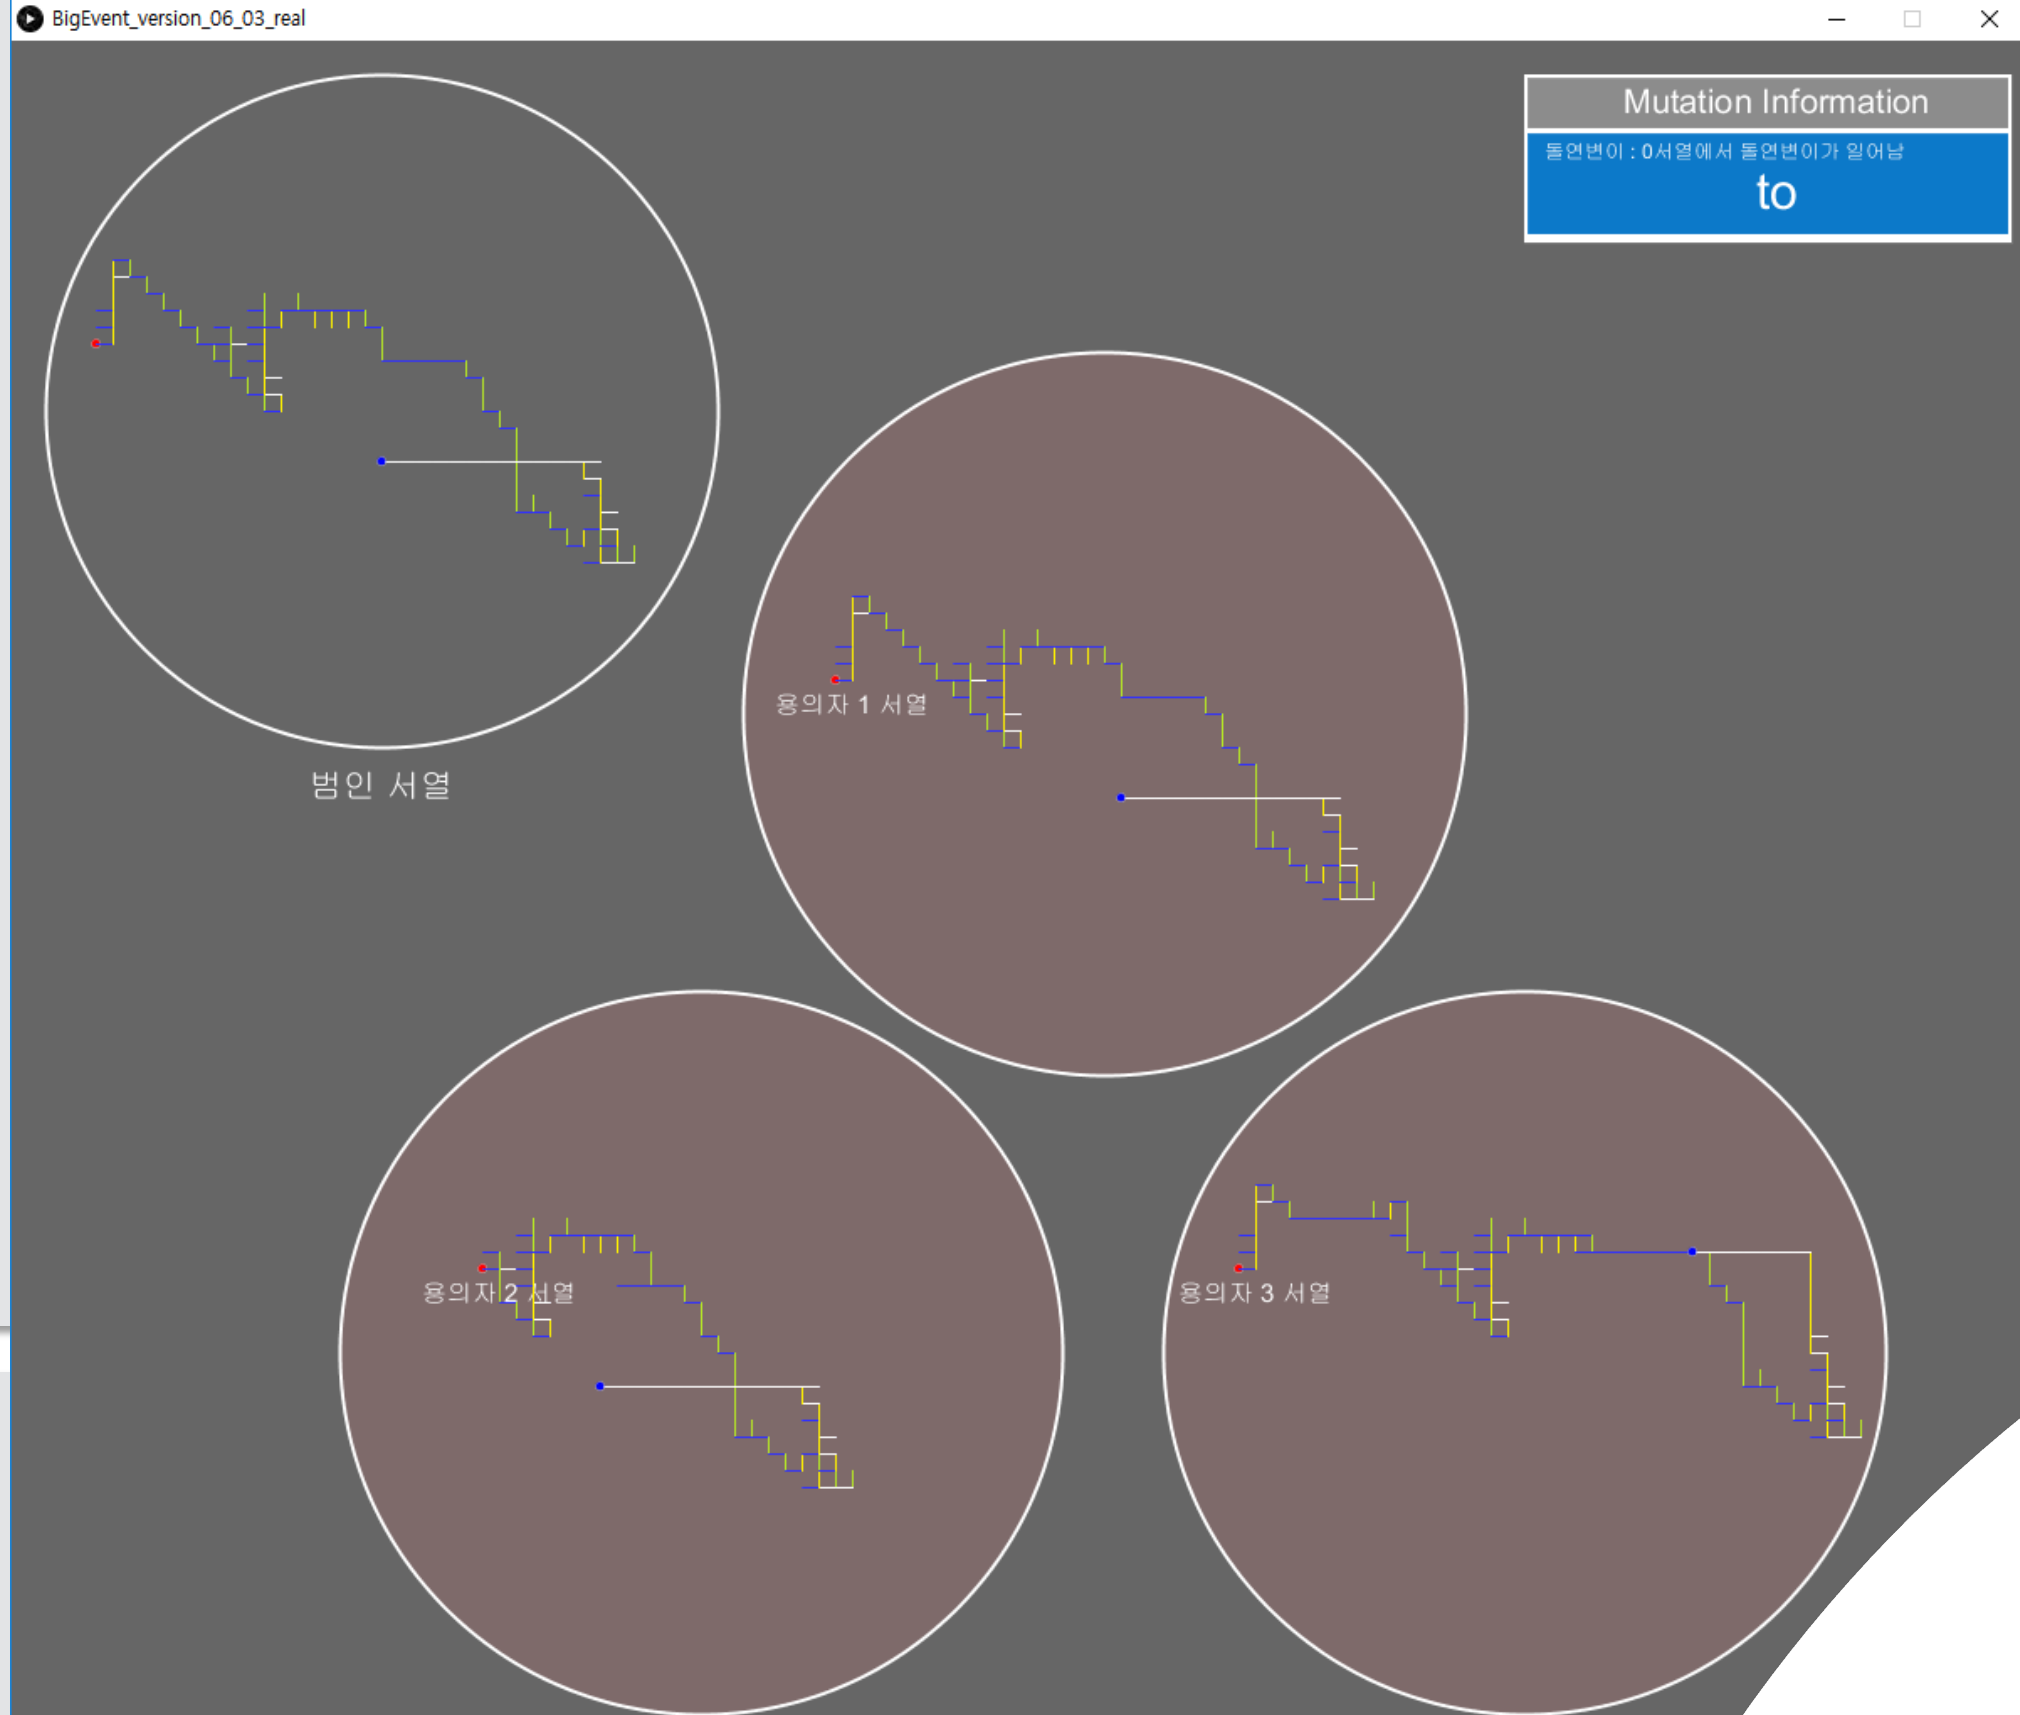 BigEvent_version_06_03_real
Mutation Information
돌연변이 : 0서열에서 돌연변이가 일어남
to
범인 서열
용의자 1 서열
용의자 2 서열
용의자 3 서열